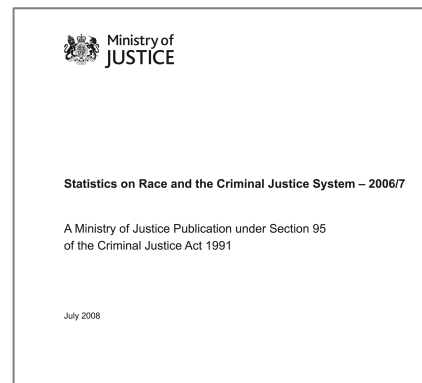 Ministry of
JUSTICE
Statistics on Race and the Criminal Justice System – 2006/7
A Ministry of Justice Publication under Section 95
of the Criminal Justice Act 1991
July 2008